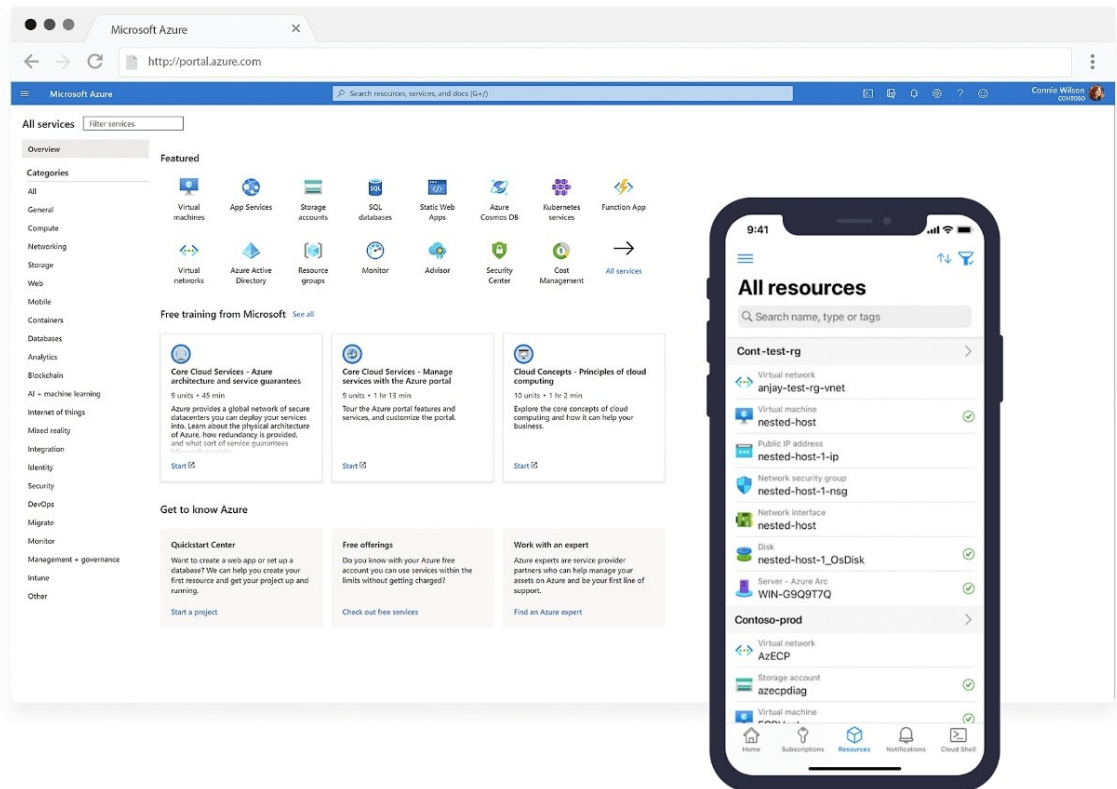 Microsoft Azure
http://portal.azure.com
Microsoft Azure
Search resources, services, and docs (G+/)
Connie Wilson
CONTOSO
All services
Filter services
Overview
Categories
All
General
Compute
Networking
Storage
Web
Mobile
Containers
Databases
Analytics
Blockchain
AI + machine learning
Internet of things
Mixed reality
Integration
Identity
Security
DevOps
Migrate
Monitor
Management + governance
Intune
Other
Featured
Virtual
machines
App Services
Storage
accounts
SQL
SQL
databases
Static Web
Apps
Azure
Cosmos DB
Kubernetes
services
Function App
Virtual
networks
Azure Active
Directory
Resource
groups
Monitor
Advisor
Security
Center
Cost
Management
All services
Free training from Microsoft See all
Core Cloud Services - Azure
architecture and service guarantees
9 units • 45 min
Azure provides a global network of secure
datacenters you can deploy your services
into. Learn about the physical architecture
of Azure, how redundancy is provided,
and what sort of service guarantees
Microsoft provides
Start
Core Cloud Services - Manage
services with the Azure portal
9 units • 1 hr 13 min
Tour the Azure portal features and
services, and customize the portal.
Start
Cloud Concepts - Principles of cloud
computing
10 units • 1 hr 2 min
Explore the core concepts of cloud
computing and how it can help your
business.
Start
Get to know Azure
Quickstart Center
Want to create a web app or set up a
database? We can help you create your
first resource and get your project up and
running.
Start a project
Free offerings
Do you know with your Azure free
account you can use services within the
limits without getting charged?
Check out free services
Work with an expert
Azure experts are service provider
partners who can help manage your
assets on Azure and be your first line of
support.
Find an Azure expert
9:41
All resources
Search name, type or tags
Cont-test-rg
Virtual network
anjay-test-rg-vnet
Virtual machine
nested-host
Public IP address
nested-host-1-ip
Network security group
nested-host-1-nsg
Network interface
nested-host
Disk
nested-host-1_OsDisk
Server - Azure Arc
WIN-G9Q9T7Q
Contoso-prod
Virtual network
AzECP
Storage account
azecpdiag
Virtual machine
Home
Subscriptions
Resources
Notifications
Cloud Shell